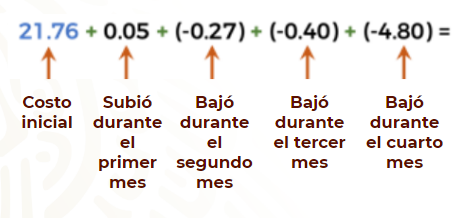 21.76 + 0.05 + (-0.27) + (-0.40) + (-4.80) =
Costo
inicial
Subió
durante
el
primer
mes
Bajó
durante
el
segundo
mes
Bajó
durante
el tercer
mes
Bajó
durante
el cuarto
mes